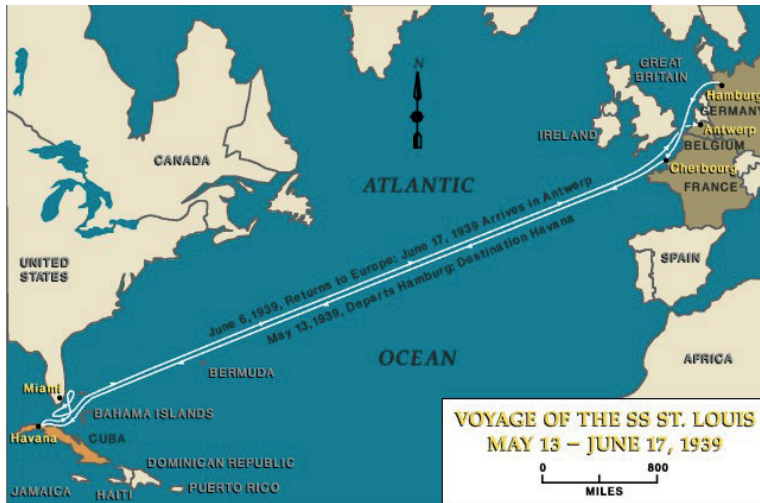 N
GREAT
BRITAIN
Hamburg
GERMANY
Antwerp
IRELAND
BELGIUM
CANADA
Cherbourg
ATLANTIC
FRANCE
June 6,1939, Returns to Europe: June 17, 1939 Arrives in Antwerp
UNITED
STATES
SPAIN
May 13,1939, Departs Hamburg: Destination Havana
OCEAN
BERMUDA
AFRICA
Miami
BAHAMA ISLANDS
Havana
CUBA
DOMINICAN REPUBLIC
JAMAICA
HAITI
PUERTO RICO
VOYAGE OF THE SS ST. LOUIS
MAY 13 – JUNE 17, 1939
0 800
MILES